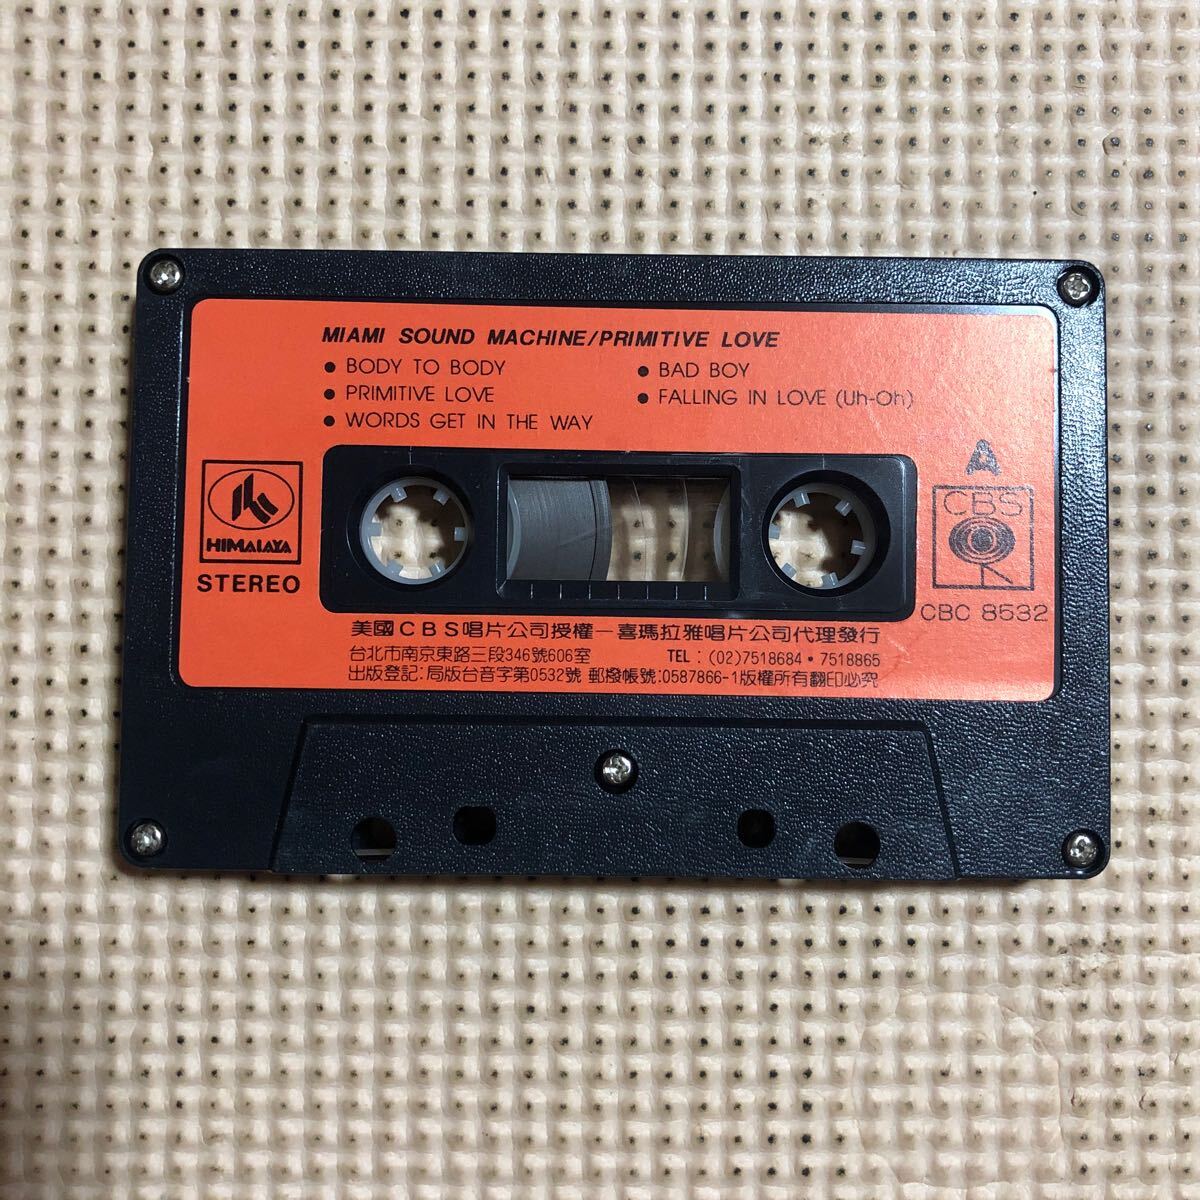 MIAMI SOUND MACHINE/PRIMITIVE LOVE
• BODY TO BODY
• PRIMITIVE LOVE
• WORDS GET IN THE WAY
• BAD BOY
• FALLING IN LOVE (Uh-Oh)
HIMALAYA
STEREO
A
CBS
CBC 8532
美國CBS唱片公司授權—喜瑪拉雅唱片公司代理發行
台北市南京東路三段346號606室 TEL:(02)7518684・7518865
出版登記:局版台音字第0532號 郵撥帳號:0587866-1版權所有翻印必究